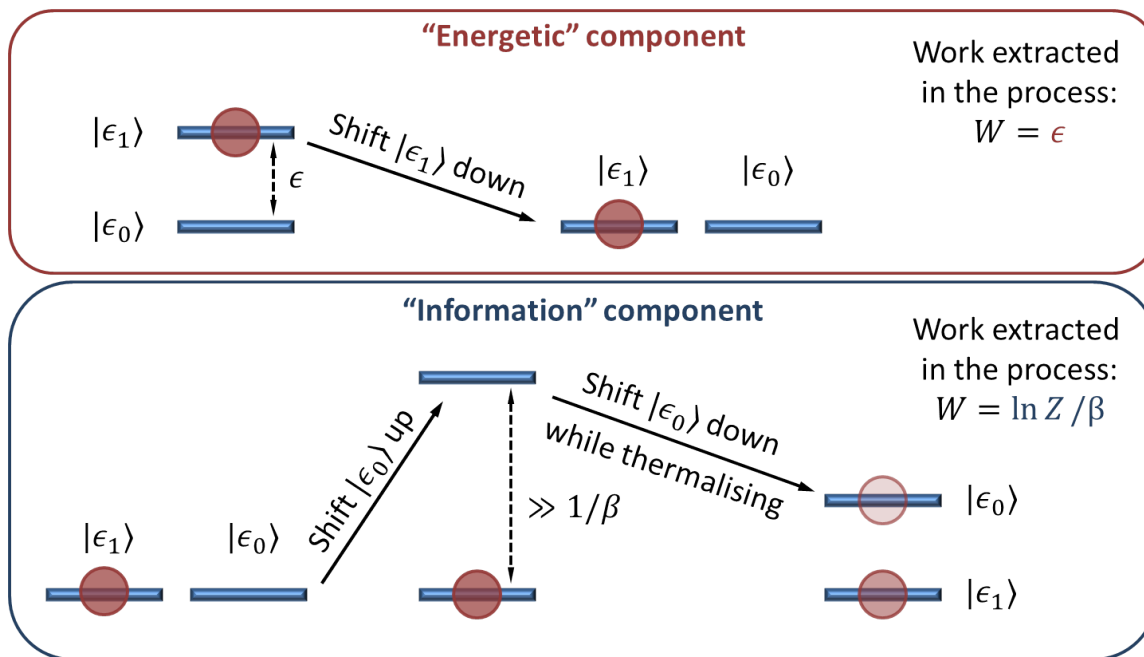 “Energetic” component
Work extracted
in the process:
W = ϵ
|ϵ₁⟩
ϵ
|ϵ₀⟩
Shift |ϵ₁⟩ down
|ϵ₁⟩
|ϵ₀⟩
“Information” component
Work extracted
in the process:
W = ln Z /β
|ϵ₁⟩
|ϵ₀⟩
Shift |ϵ₀⟩ up
≫ 1/β
Shift |ϵ₀⟩ down
while thermalising
|ϵ₀⟩
|ϵ₁⟩